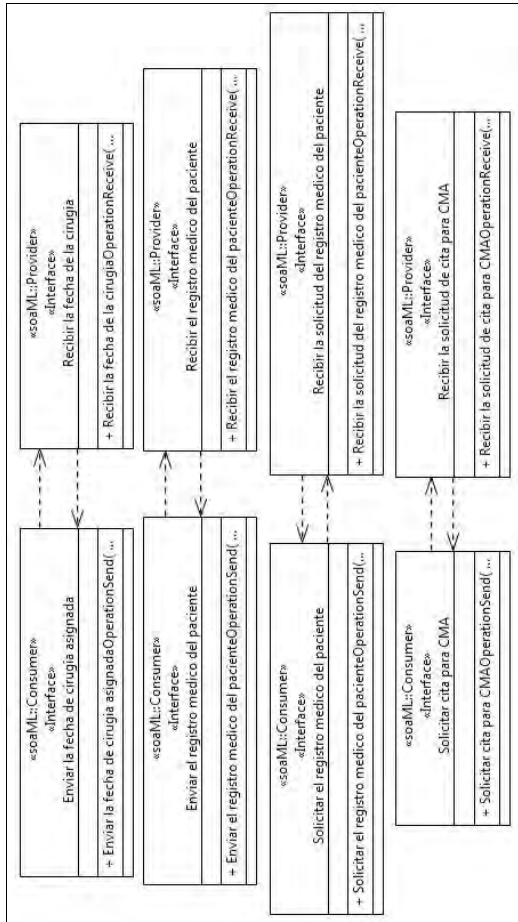 «soaML::Consumer»
«Interface»
Enviar la fecha de cirugia asignada
+ Enviar la fecha de cirugia asignadaOperationSend( ...
«soaML::Provider»
«Interface»
Recibir la fecha de la cirugia
+ Recibir la fecha de la cirugiaOperationReceive( ...
«soaML::Consumer»
«Interface»
Enviar el registro medico del paciente
+ Enviar el registro medico del pacienteOperationSend( ...
«soaML::Provider»
«Interface»
Recibir el registro medico del paciente
+ Recibir el registro medico del pacienteOperationReceive( ...
«soaML::Consumer»
«Interface»
Solicitar el registro medico del paciente
+ Solicitar el registro medico del pacienteOperationSend(...
«soaML::Provider»
«Interface»
Recibir la solicitud del registro medico del paciente
+ Recibir la solicitud del registro medico del pacienteOperationReceive( ...
«soaML::Consumer»
«Interface»
Solicitar cita para CMA
+ Solicitar cita para CMAOperationSend( ...
«soaML::Provider»
«Interface»
Recibir la solicitud de cita para CMA
+ Recibir la solicitud de cita para CMAOperationReceive( ...